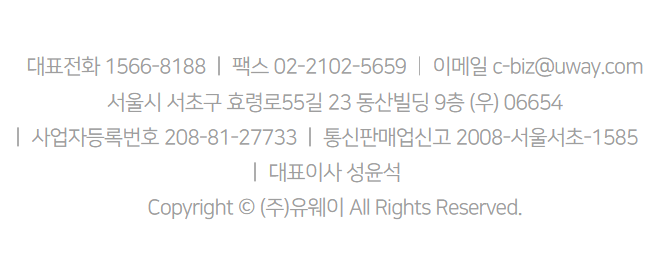 대표전화 1566-8188 | 팩스 02-2102-5659 | 이메일 c-biz@uway.com
서울시 서초구 효령로55길 23 동산빌딩 9층 (우) 06654
| 사업자등록번호 208-81-27733 | 통신판매업신고 2008-서울서초-1585
| 대표이사 성윤석
Copyright © (주)유웨이 All Rights Reserved.